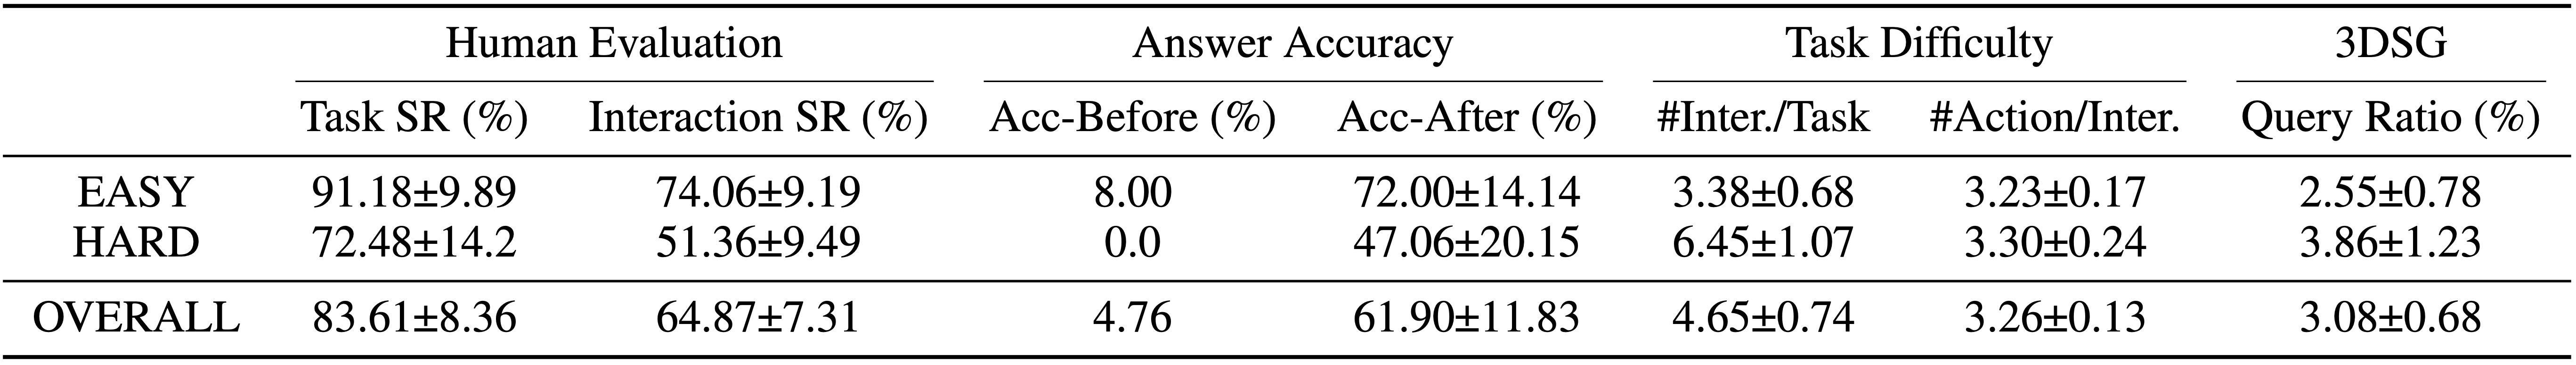 Human Evaluation Answer Accuracy Task Difficulty 3DSG
Task SR (%) Interaction SR (%) Acc-Before (%) Acc-After (%) #Inter./Task #Action/Inter. Query Ratio (%)
EASY 91.18±9.89 74.06±9.19 8.00 72.00±14.14 3.38±0.68 3.23±0.17 2.55±0.78
HARD 72.48±14.2 51.36±9.49 0.0 47.06±20.15 6.45±1.07 3.30±0.24 3.86±1.23
OVERALL 83.61±8.36 64.87±7.31 4.76 61.90±11.83 4.65±0.74 3.26±0.13 3.08±0.68